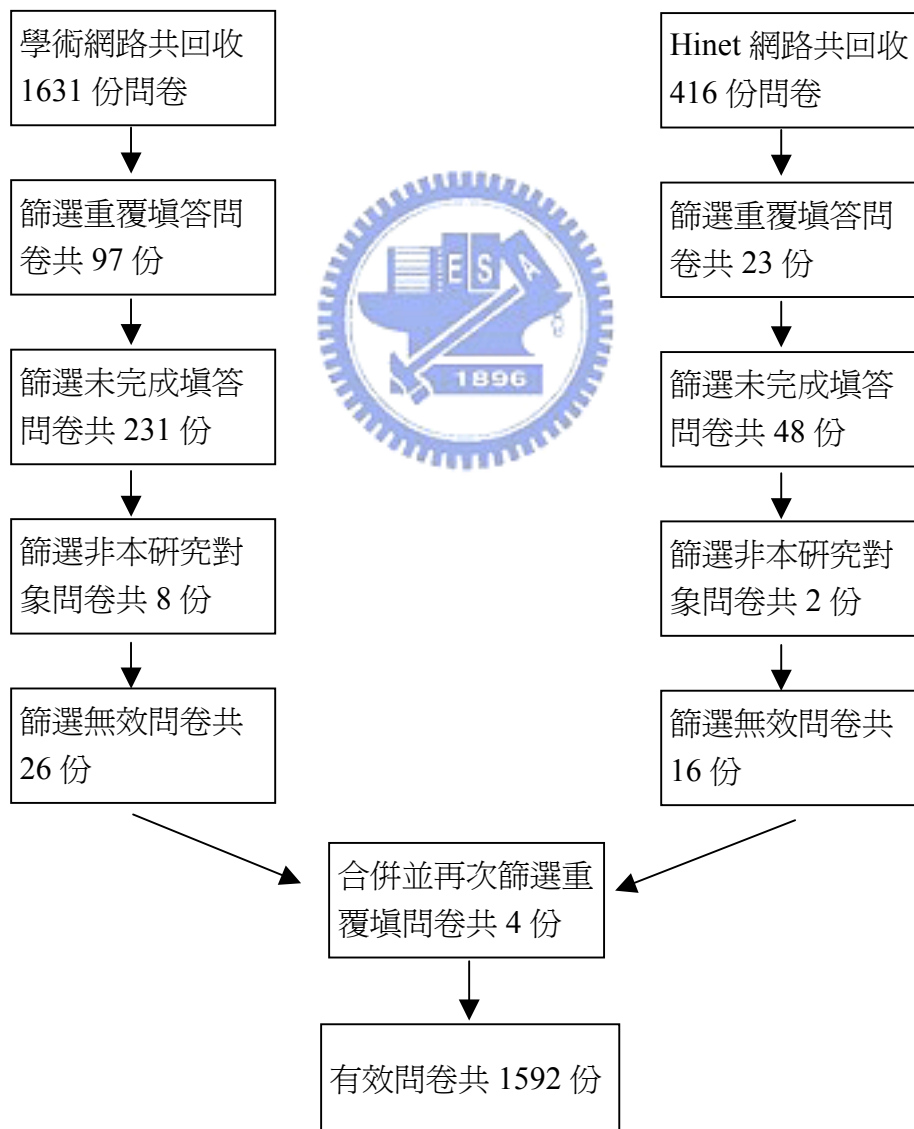 學術網路共回收
1631 份問卷
Hinet 網路共回收
416 份問卷
篩選重覆填答問
卷共 97 份
篩選重覆填答問
卷共 23 份
篩選未完成填答
問卷共 231 份
篩選未完成填答
問卷共 48 份
篩選非本研究對
象問卷共 8 份
篩選非本研究對
象問卷共 2 份
篩選無效問卷共
26 份
篩選無效問卷共
16 份
合併並再次篩選重
覆填問卷共 4 份
有效問卷共 1592 份
E S A
1896